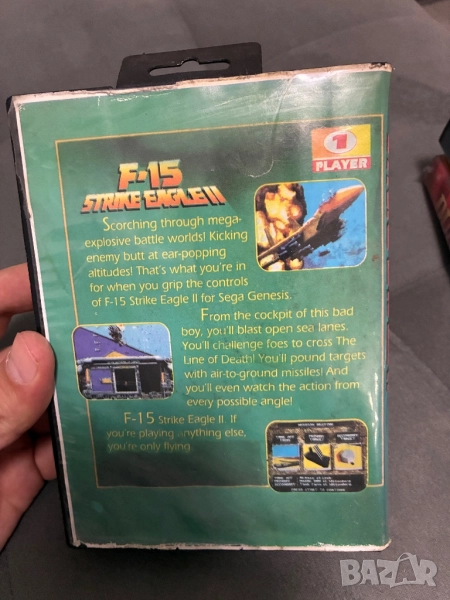 1
PLAYER
F-15
STRIKE EAGLE II
Scorching through mega-
explosive battle worlds! Kicking
enemy butt at ear-popping
altitudes! That's what you're in
for when you grip the controls
of F-15 Strike Eagle II for Sega Genesis.
From the cockpit of this bad
boy, you'll blast open sea lanes.
You'll challenge foes to cross The
Line of Death! You'll pound targets
with air-to-ground missiles! And
you'll even watch the action from
every possible angle!
F-15 Strike Eagle II. If
you're playing anything else,
you're only flying.
PRESS START TO CONTINUE
BAZAR